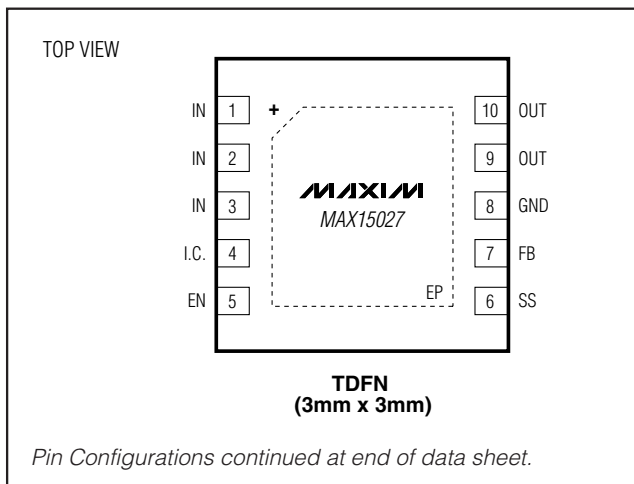 TOP VIEW
IN 1 + 10 OUT
IN 2 9 OUT
MAXIM
IN 3 MAX15027 8 GND
I.C. 4 7 FB
EN 5 EP 6 SS
TDFN
(3mm x 3mm)
Pin Configurations continued at end of data sheet.